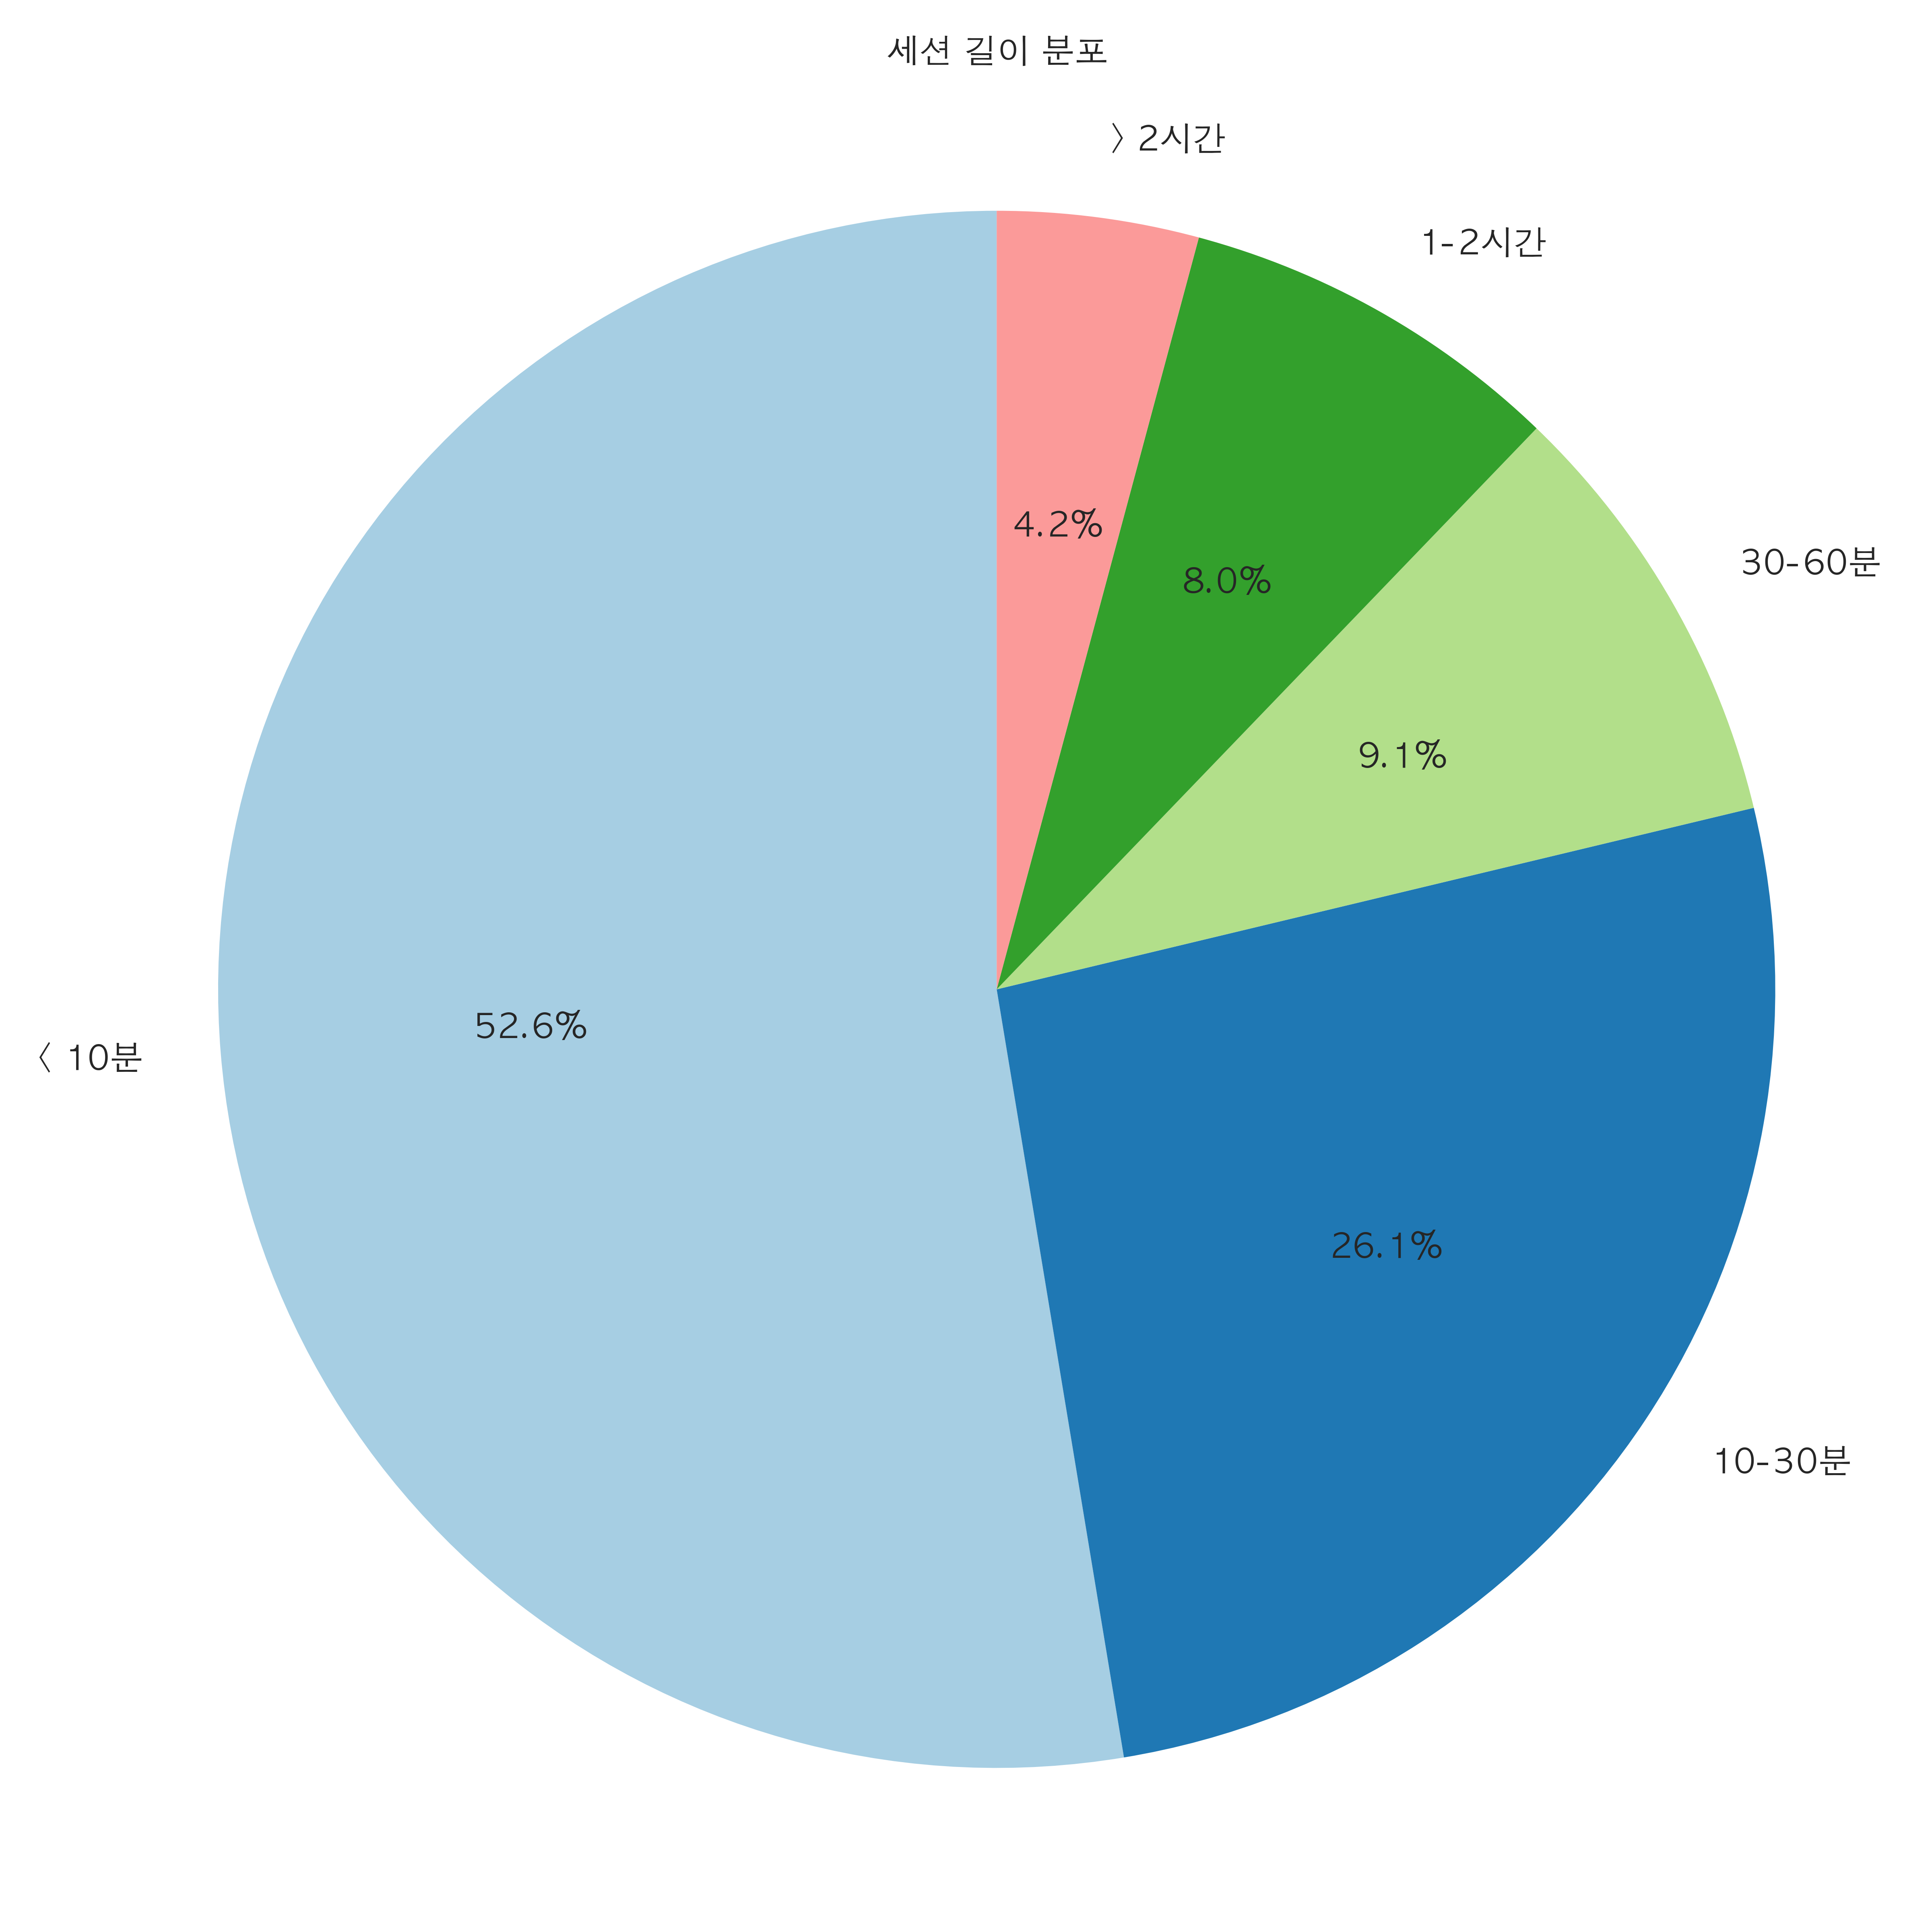 세션 길이 분포
> 2시간
1-2시간
4.2%
30-60분
8.0%
9.1%
52.6%
< 10분
26.1%
10-30분